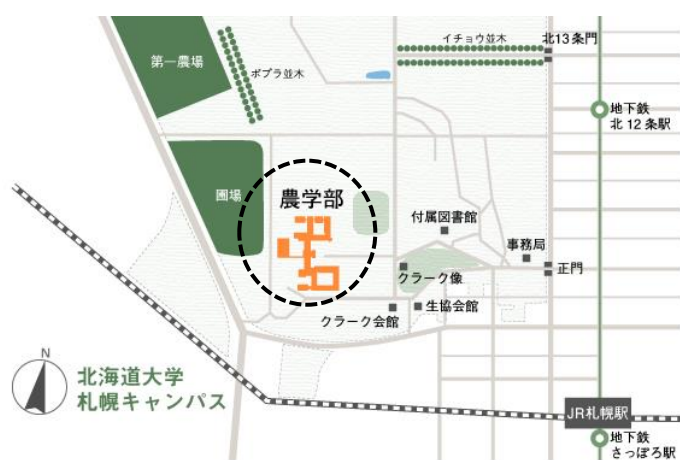 イチョウ並木
北13条門
第一農場
ポプラ並木
地下鉄
北12条駅
圃場
農学部
付属図書館
事務局
正門
クラーク像
生協会館
クラーク会館
N
北海道大学
札幌キャンパス
JR札幌駅
地下鉄
さっぽろ駅